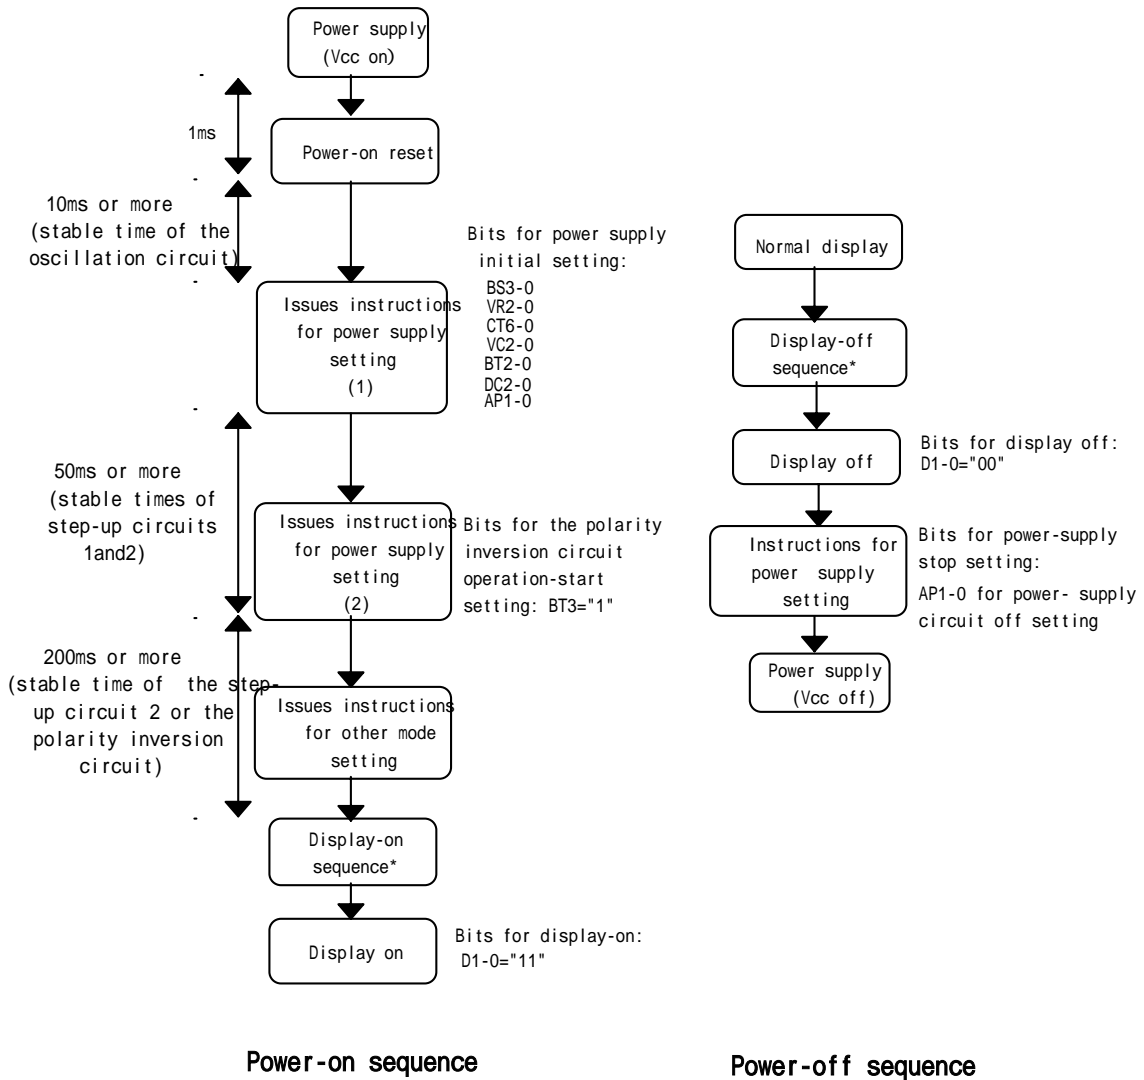 Power supply
(Vcc on)
1ms
Power-on reset
10ms or more
(stable time of the
oscillation circuit)
Issues instructions
for power supply
setting
(1)
Bits for power supply
initial setting:
BS3-0
VR2-0
CT6-0
VC2-0
BT2-0
DC2-0
AP1-0
50ms or more
(stable times of
step-up circuits
1and2)
Issues instructions
for power supply
setting
(2)
Bits for the polarity
inversion circuit
operation-start
setting: BT3="1"
200ms or more
(stable time of the step-
up circuit 2 or the
polarity inversion
circuit)
Issues instructions
for other mode
setting
Display-on
sequence*
Display on
Bits for display-on:
D1-0="11"
Power-on sequence
Normal display
Display-off
sequence*
Display off
Bits for display off:
D1-0="00"
Instructions for
power supply
setting
Bits for power-supply
stop setting:
AP1-0 for power- supply
circuit off setting
Power supply
(Vcc off)
Power-off sequence